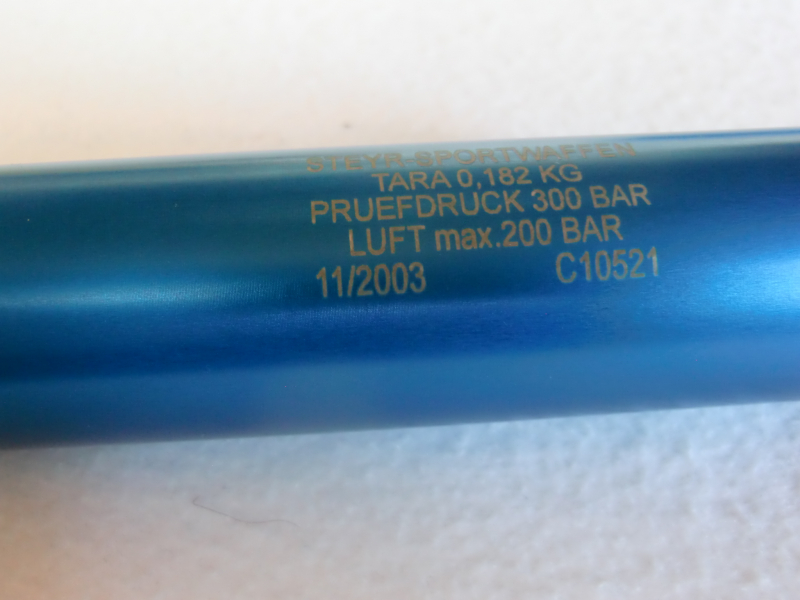 STEYR-SPORTWAFFEN
TARA 0,182 KG
PRUEFDRUCK 300 BAR
LUFT max.200 BAR
11/2003 C10521